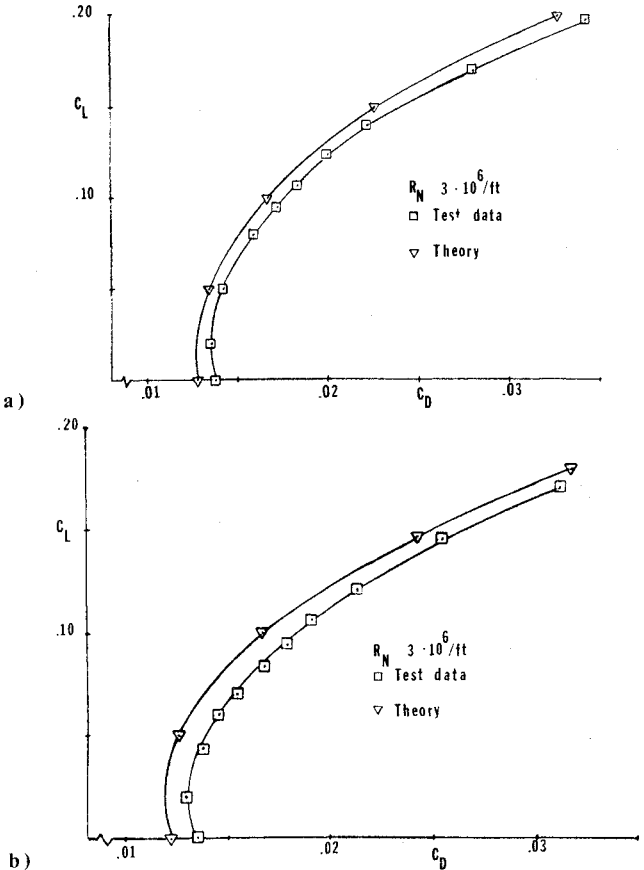 .20
C_L
.10
R_N 3 · 10^6/ft
Test data
Theory
.01
.02
C_D
.03
a)
.20
C_L
.10
R_N 3 · 10^6/ft
Test data
Theory
.01
.02
C_D
.03
b)